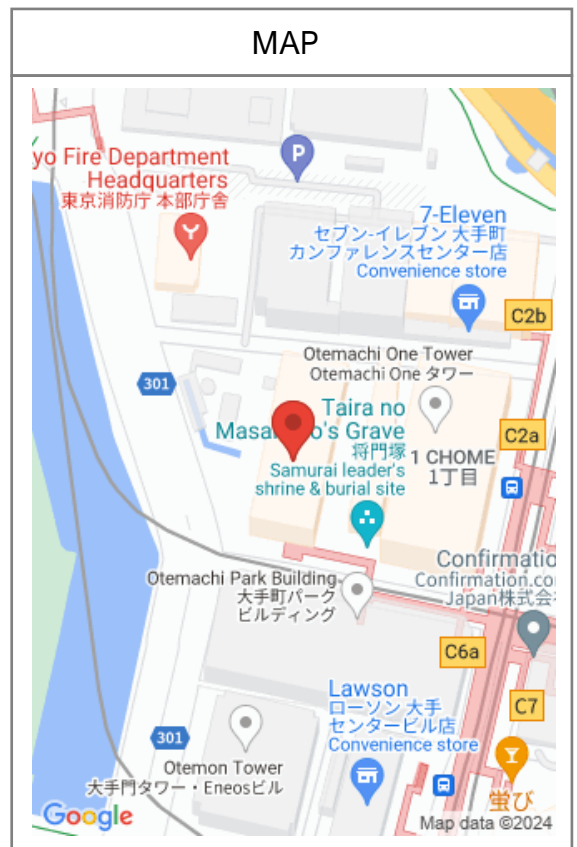 MAP
yo Fire Department
Headquarters
東京消防庁 本部庁舎
P
7-Eleven
セブン-イレブン 大手町
カンファレンスセンター店
Convenience store
C2b
Otemachi One Tower
Otemachi One タワー
301
Taira no
Masa o's Grave
将門塚
Samurai leader's
shrine & burial site
C2a
1 CHOME
1丁目
Confirmatio
Confirmation.co
Japan株式会
Otemachi Park Building
大手町パーク
ビルディング
C6a
C7
Lawson
ローソン 大手
センタービル店
Convenience store
301
Otemon Tower
大手門タワー・Eneosビル
蛍び
Google
Map data ©2024